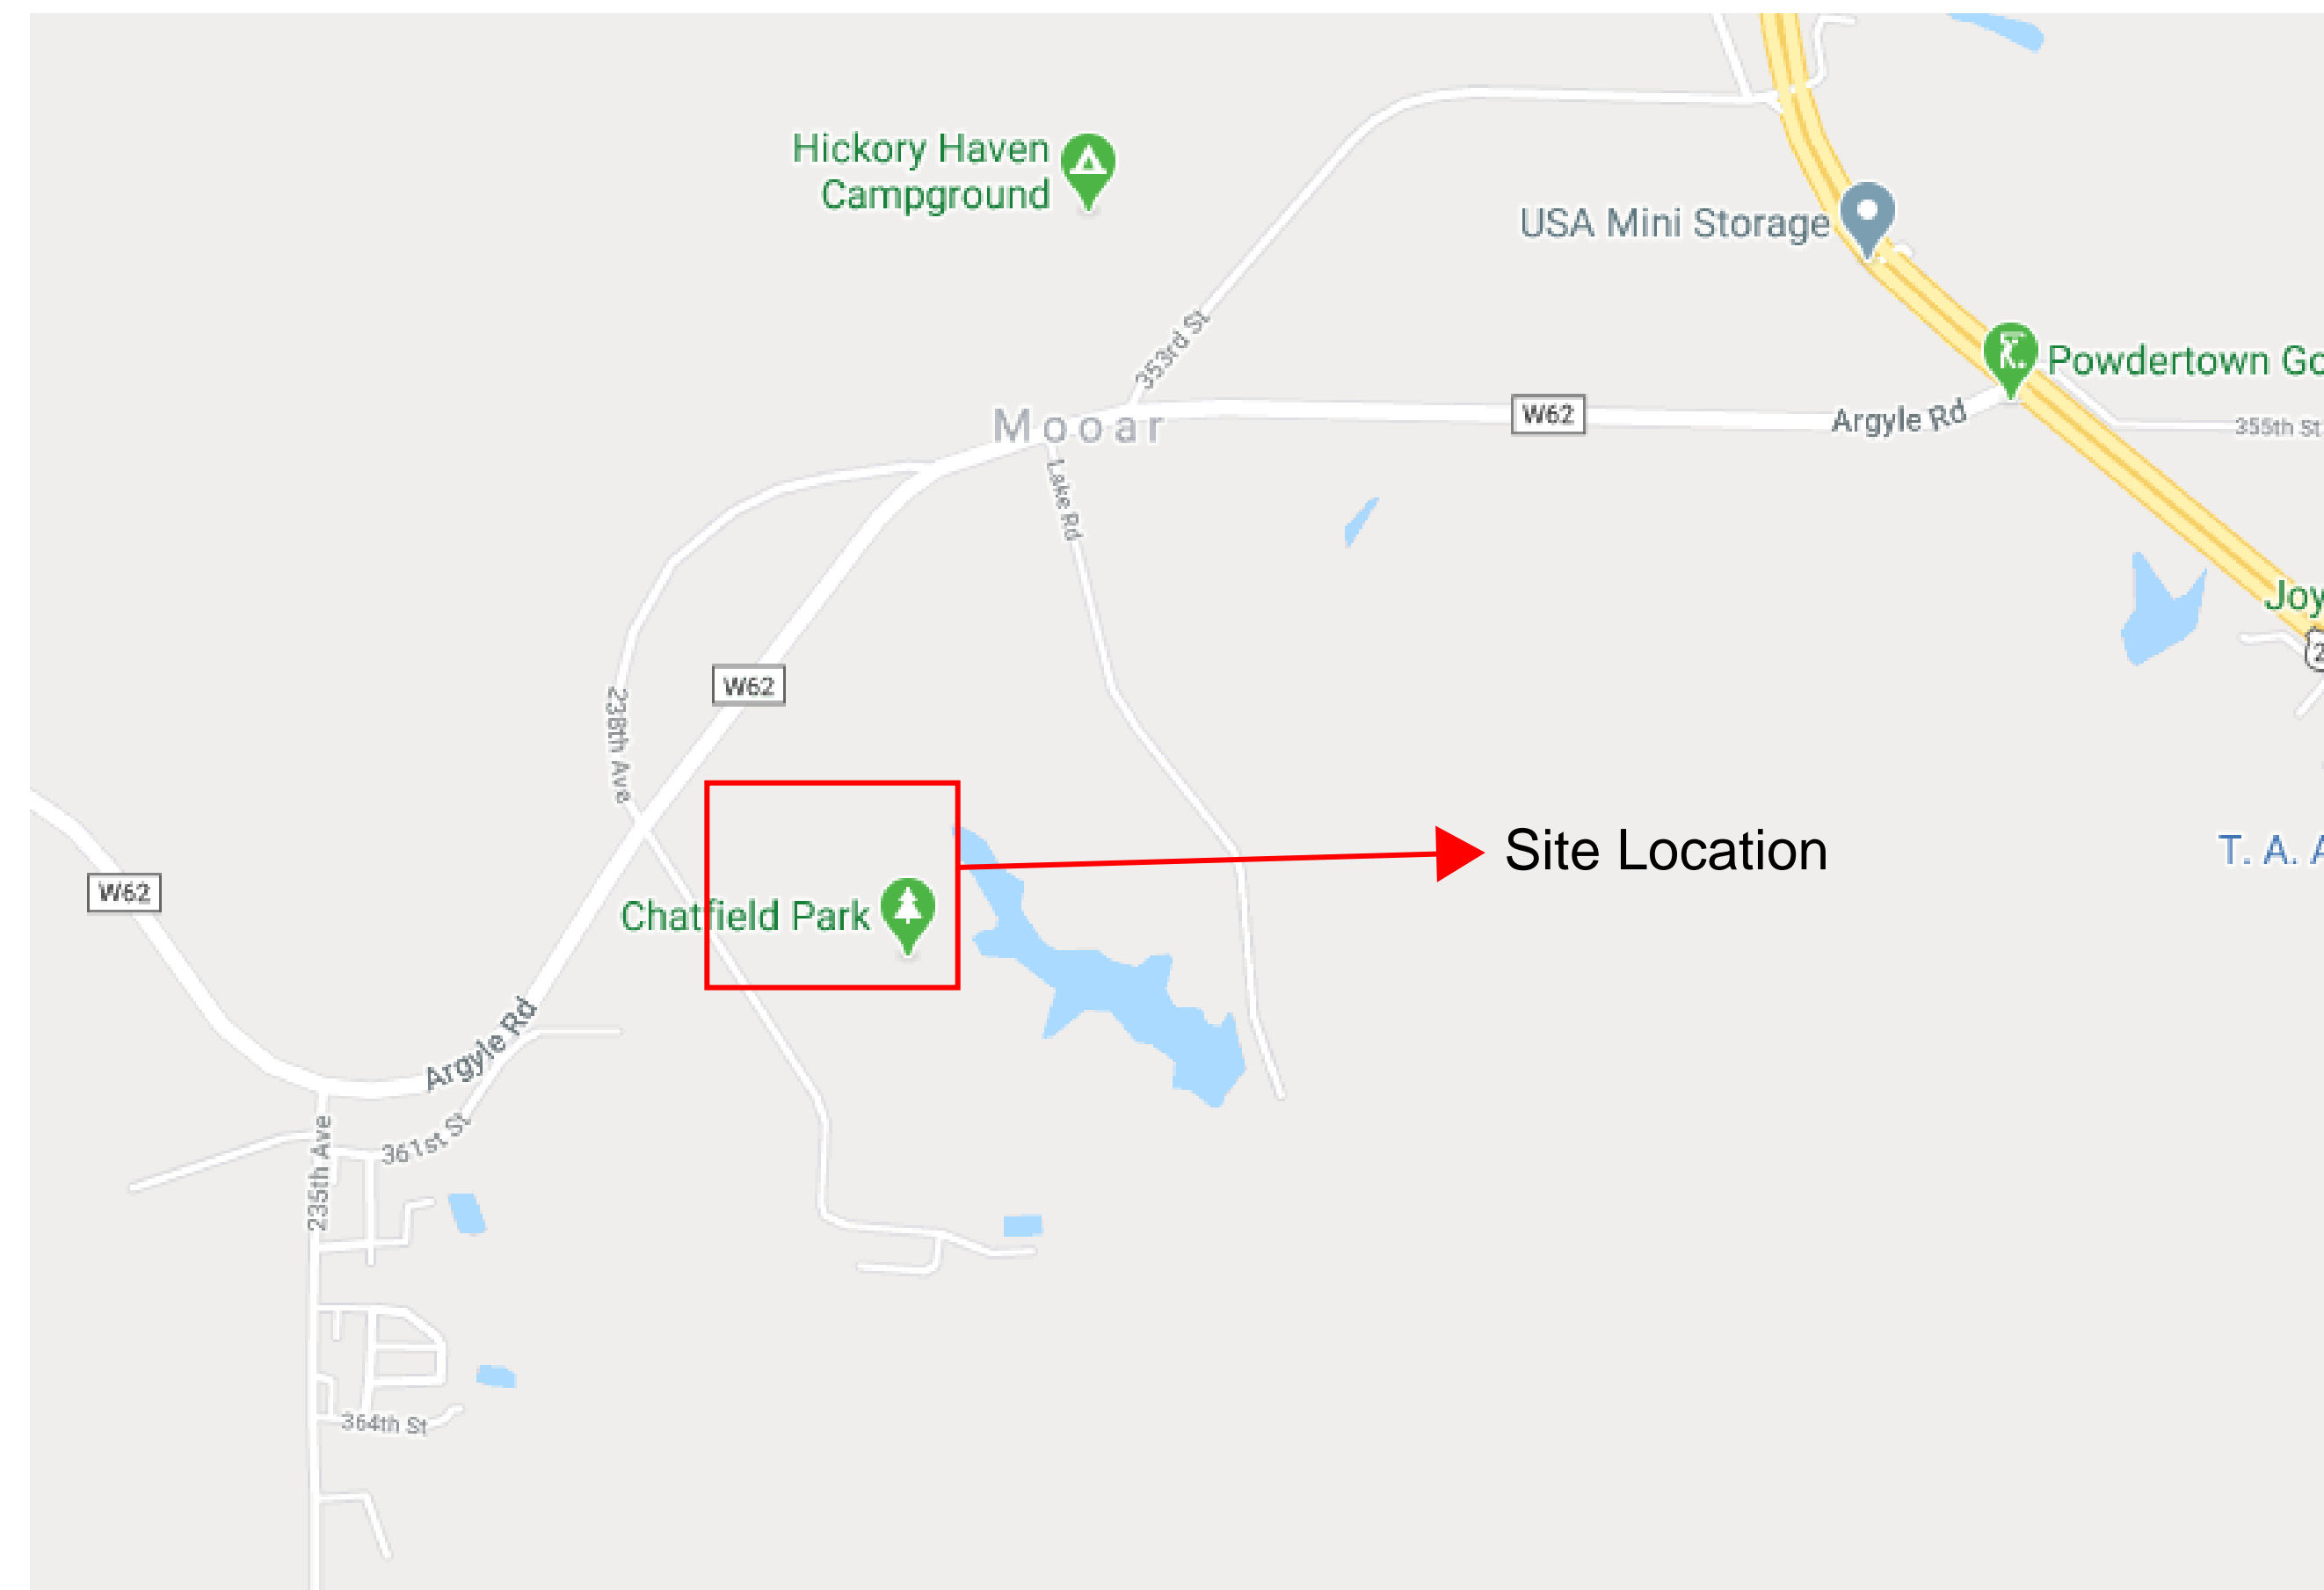 Hickory Haven
Campground
USA Mini Storage
353rd St
Powdertown Go
Mooar
W62
Argyle Rd
355th St
Lake Rd
Joy
2
W62
238th Ave
Site Location
T. A. A
W62
Chatfield Park
Argyle Rd
361st St
235th Ave
364th St